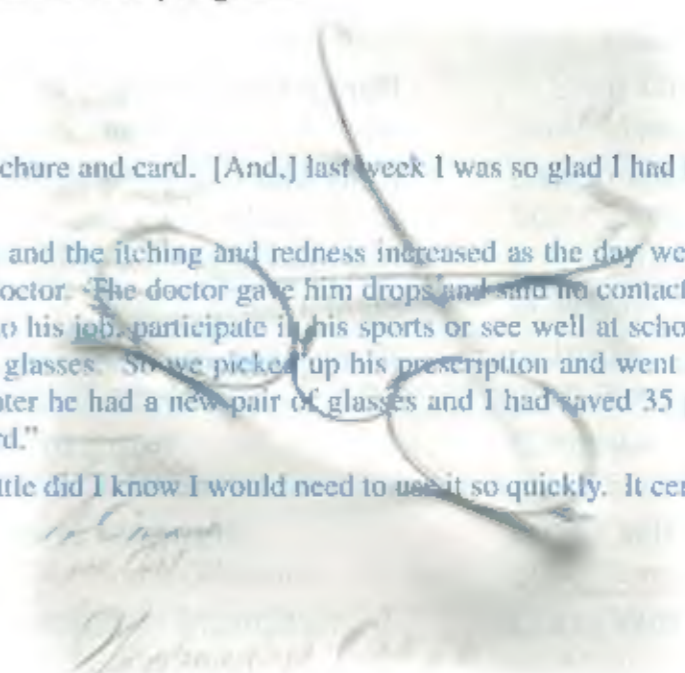 chure and card. [And,] last week I was so glad I had
and the itching and redness increased as the day we
octor. The doctor gave him drops and said no contact
o his job, participate in his sports or see well at scho
glasses. So we picked up his prescription and went
ter he had a new pair of glasses and I had saved 35
rd."
ttle did I know I would need to use it so quickly. It cer